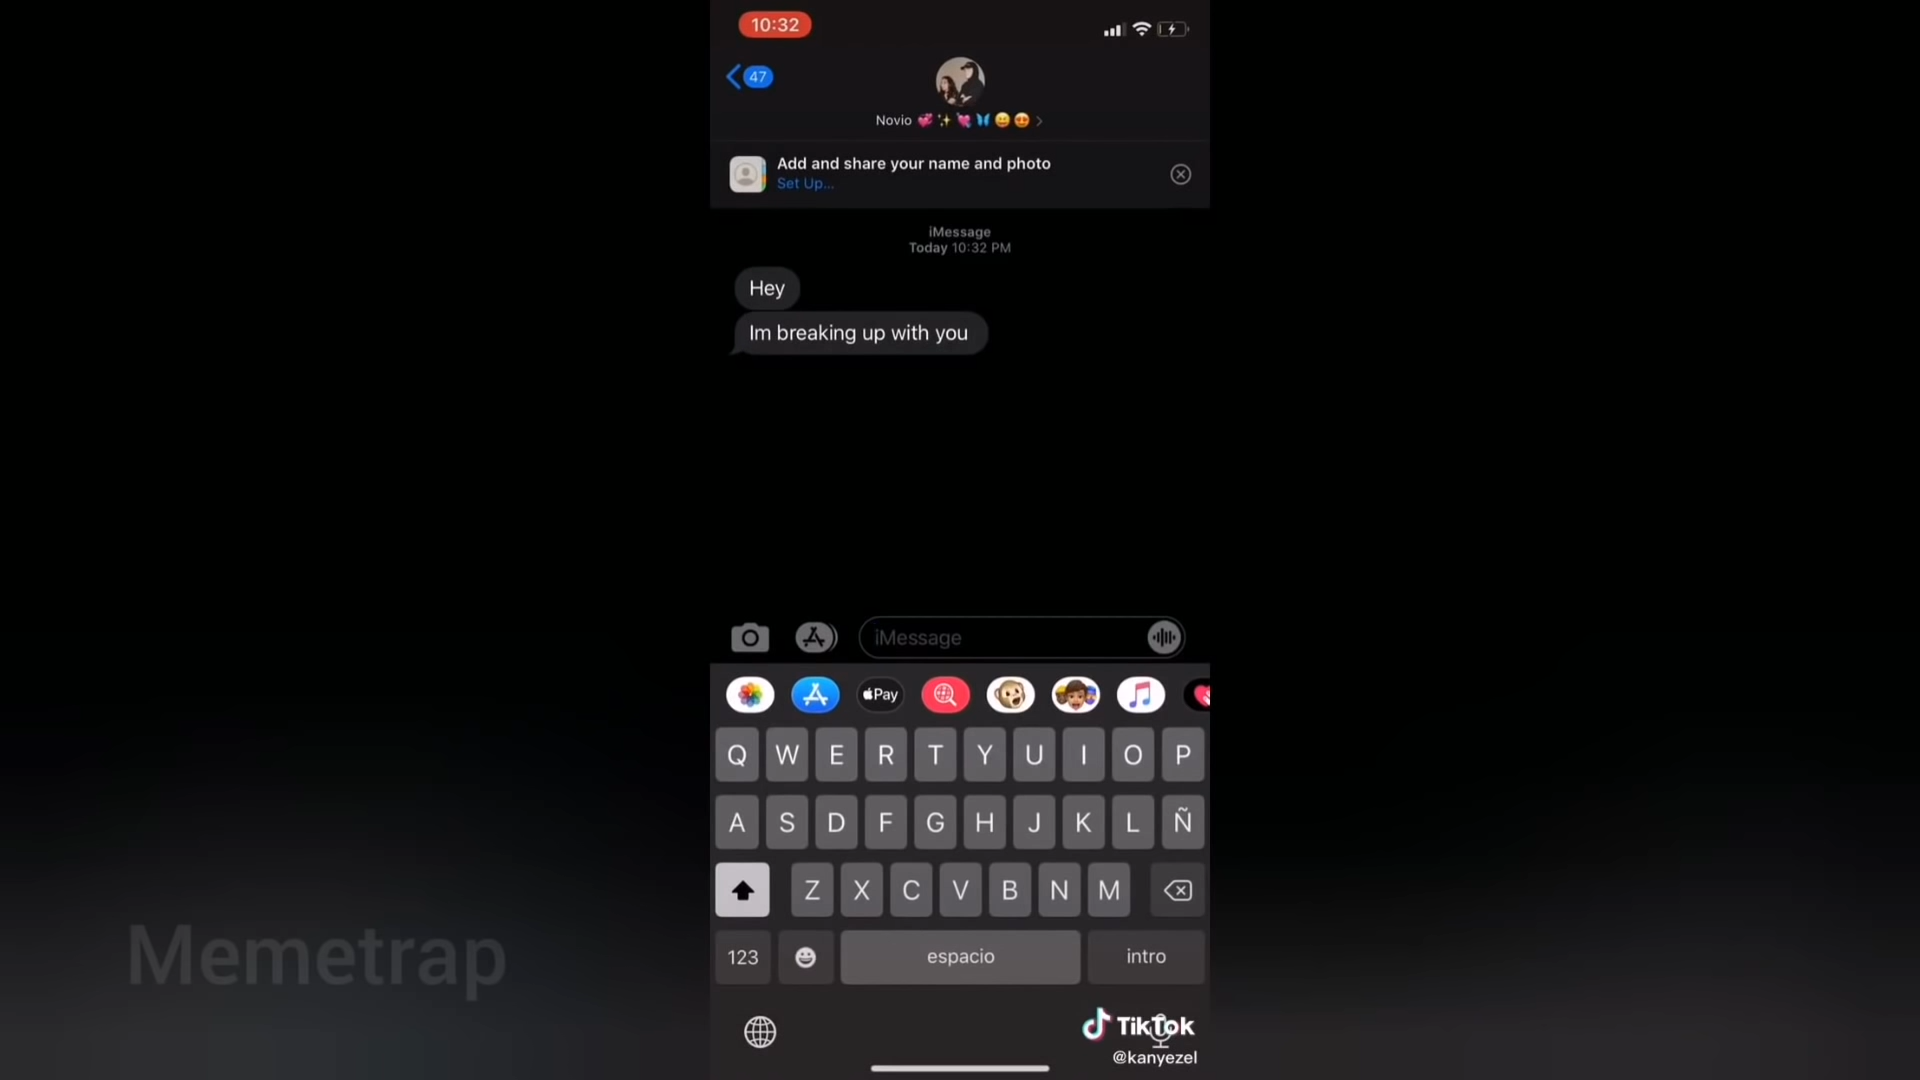 10:32
47
Novio 💞✨💘🦋😄😍
Add and share your name and photo
Set Up...
iMessage
Today 10:32 PM
Hey
Im breaking up with you
iMessage
Pay
Q W E R T Y U I O P
A S D F G H J K L Ñ
Z X C V B N M
123 espacio intro
Memetrap
TikTok
@kanyezel